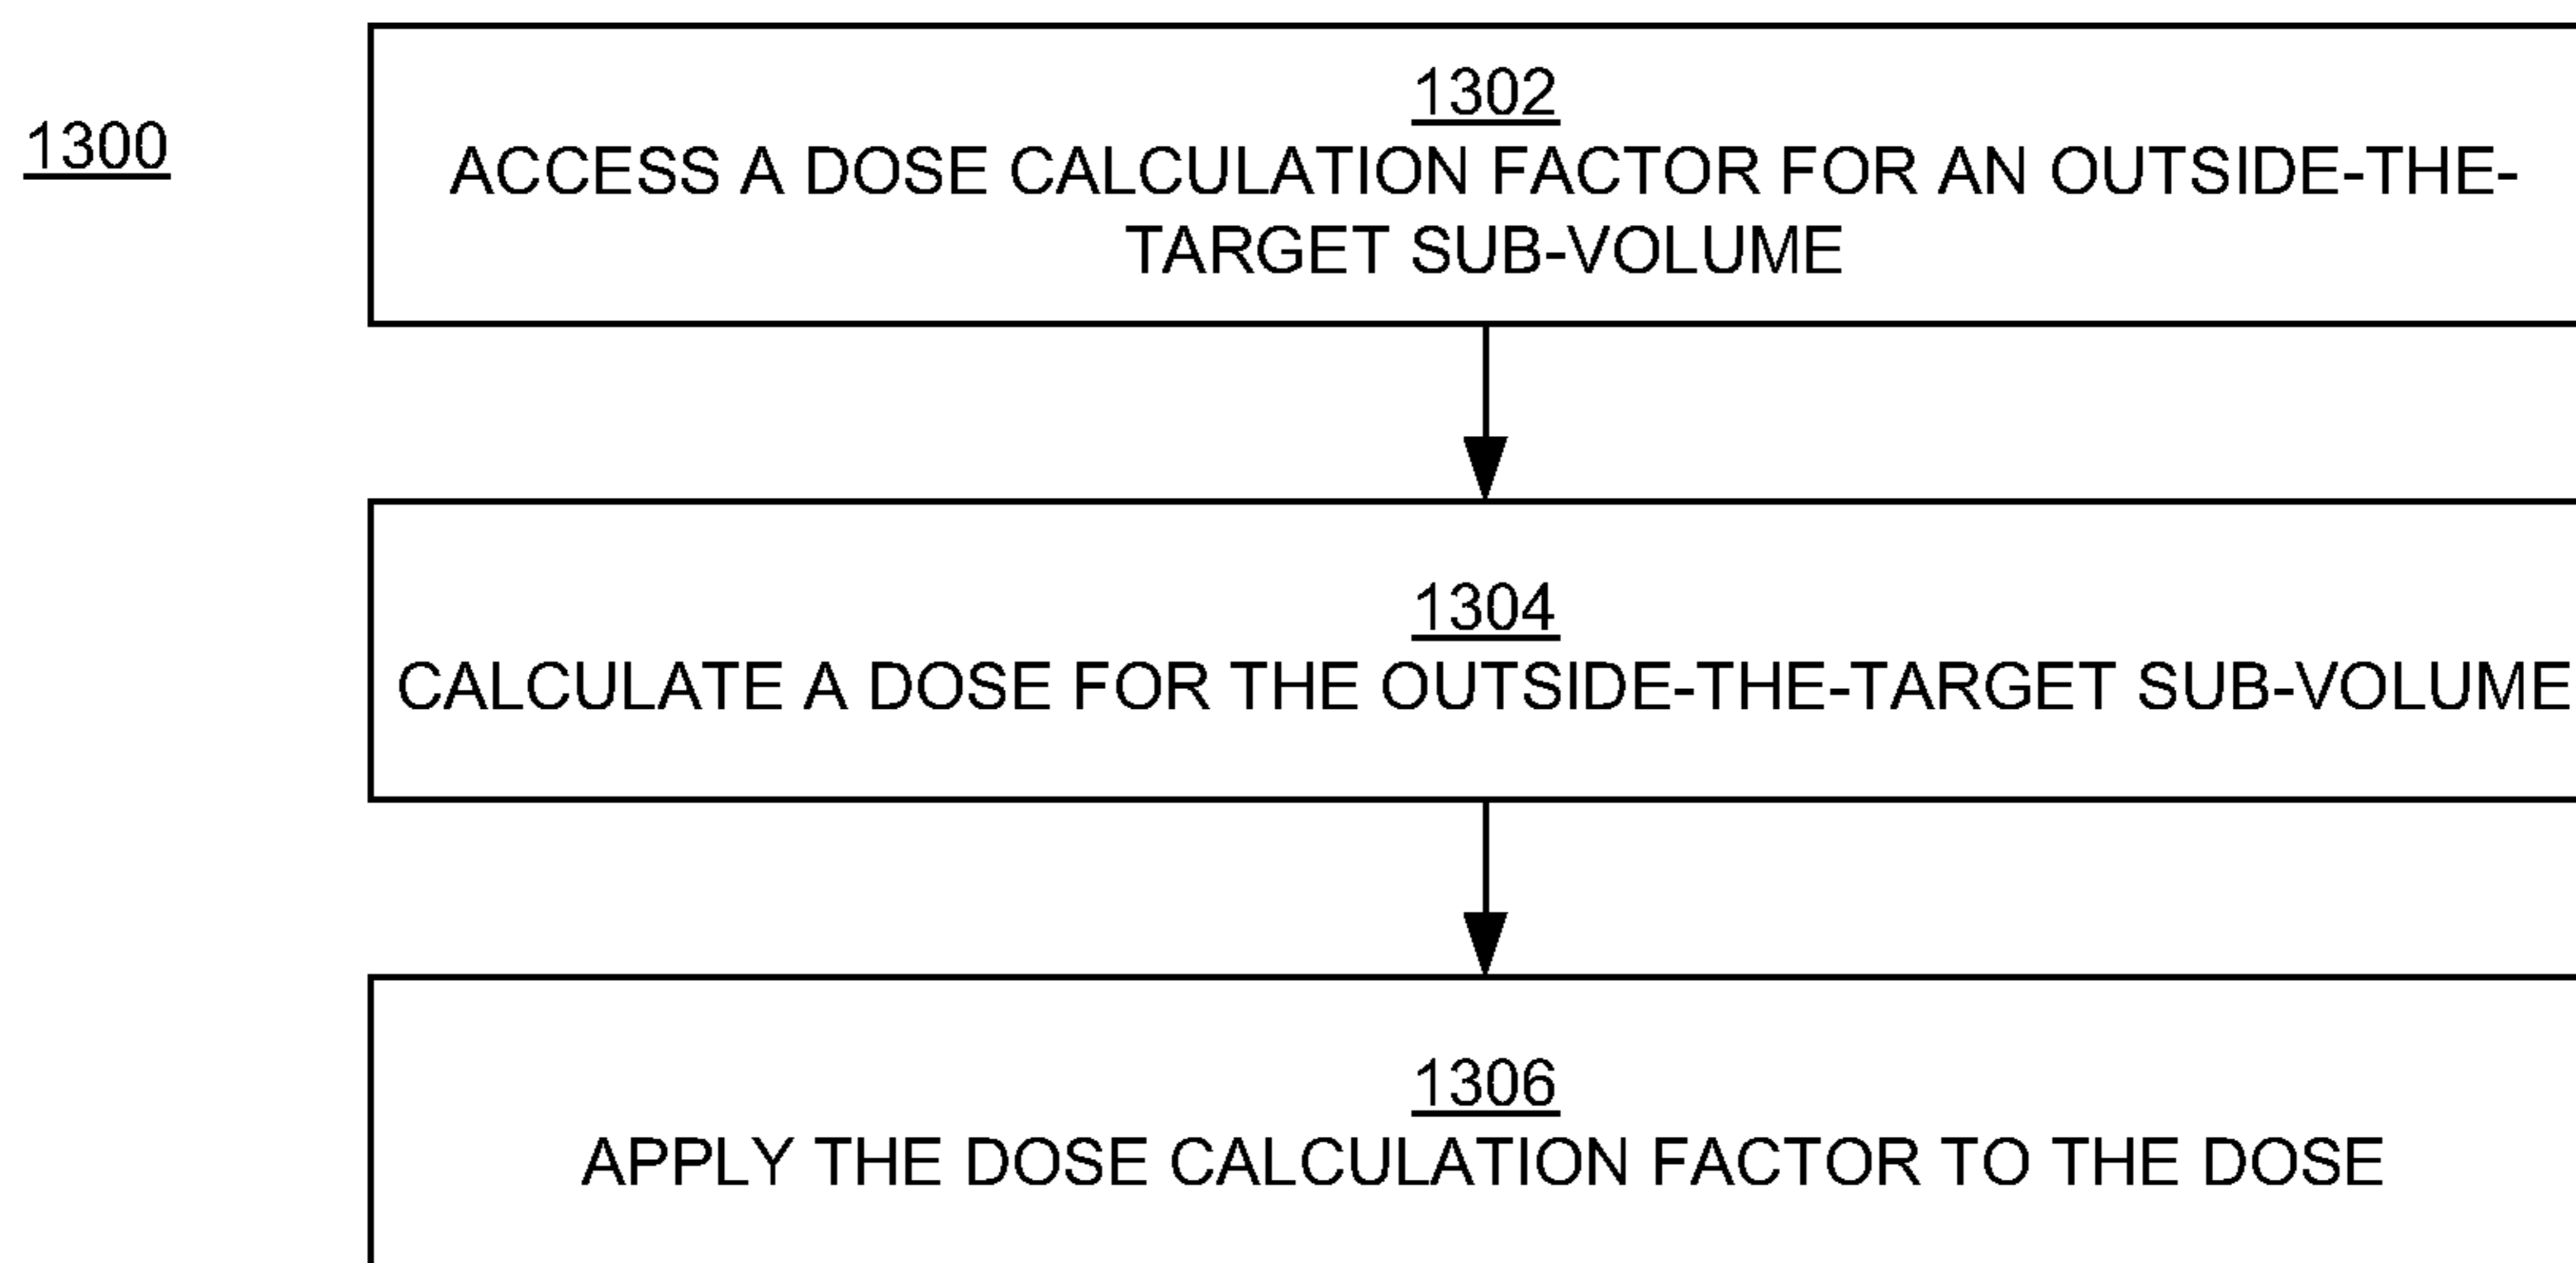 1300
1302
ACCESS A DOSE CALCULATION FACTOR FOR AN OUTSIDE-THE-
TARGET SUB-VOLUME
1304
CALCULATE A DOSE FOR THE OUTSIDE-THE-TARGET SUB-VOLUME
1306
APPLY THE DOSE CALCULATION FACTOR TO THE DOSE